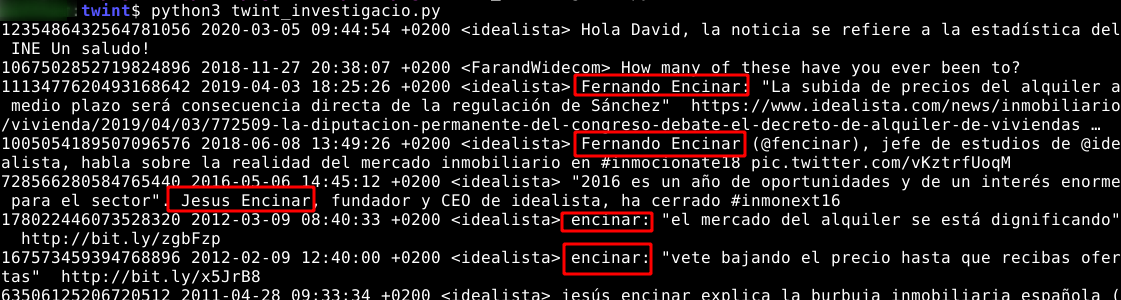 :twint$ python3 twint_investigacio.py
1235486432564781056 2020-03-05 09:44:54 +0200 <idealista> Hola David, la noticia se refiere a la estadística del
INE Un saludo!
1067502852719824896 2018-11-27 20:38:07 +0200 <FarandWidecom> How many of these have you ever been to?
1113477620493168642 2019-04-03 18:25:26 +0200 <idealista> Fernando Encinar: "La subida de precios del alquiler a
medio plazo será consecuencia directa de la regulación de Sánchez"  https://www.idealista.com/news/inmobiliario
/vivienda/2019/04/03/772509-la-diputacion-permanente-del-congreso-debate-el-decreto-de-alquiler-de-viviendas …
1005054189507096576 2018-06-08 13:49:26 +0200 <idealista> Fernando Encinar (@fencinar), jefe de estudios de @ide
alista, habla sobre la realidad del mercado inmobiliario en #inmocionate18 pic.twitter.com/vKztrfUoqM
728566280584765440 2016-05-06 14:45:12 +0200 <idealista> "2016 es un año de oportunidades y de un interés enorme
para el sector". Jesus Encinar, fundador y CEO de idealista, ha cerrado #inmonext16
178022446073528320 2012-03-09 08:40:33 +0200 <idealista> encinar: "el mercado del alquiler se está dignificando"
http://bit.ly/zgbFzp
167573459394768896 2012-02-09 12:40:00 +0200 <idealista> encinar: "vete bajando el precio hasta que recibas ofer
tas"  http://bit.ly/x5JrB8
63506125206720512 2011-04-28 09:33:34 +0200 <idealista> jesús encinar explica la burbuja inmobiliaria española (